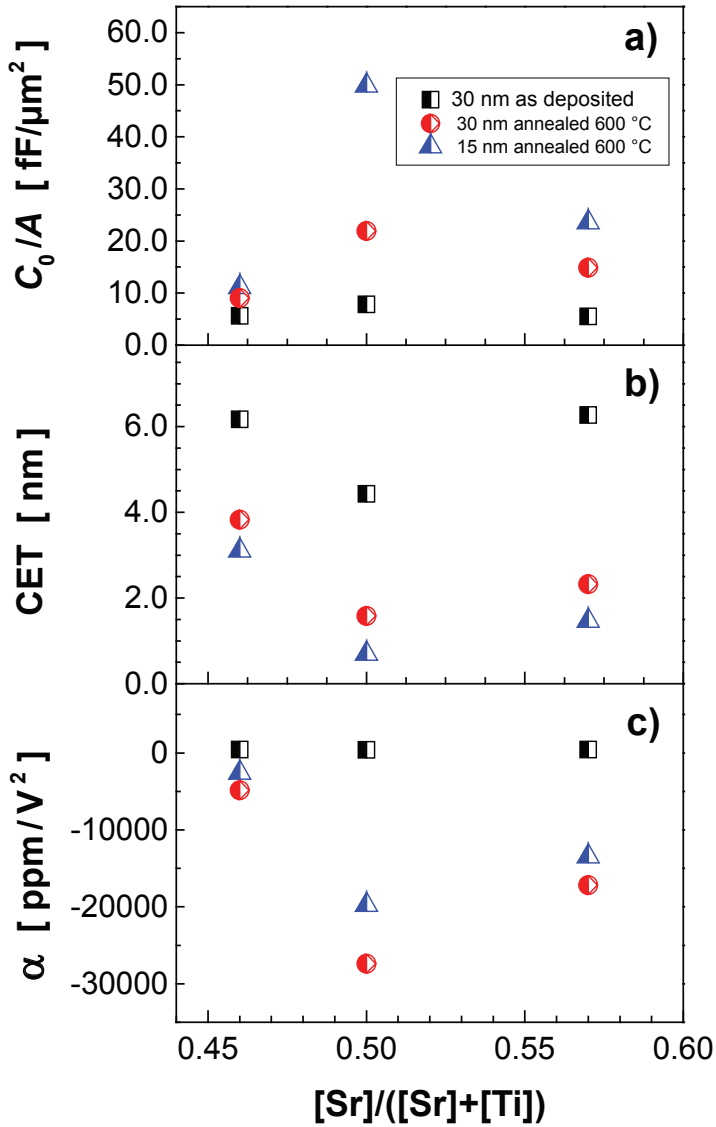 60.0
50.0
40.0
30.0
20.0
10.0
0.0
C₀/A [ fF/µm² ]
a)
30 nm as deposited
30 nm annealed 600 °C
15 nm annealed 600 °C
6.0
4.0
2.0
0.0
CET [ nm ]
b)
0
-10000
-20000
-30000
α [ ppm/V² ]
c)
0.45 0.50 0.55 0.60
[Sr]/([Sr]+[Ti])